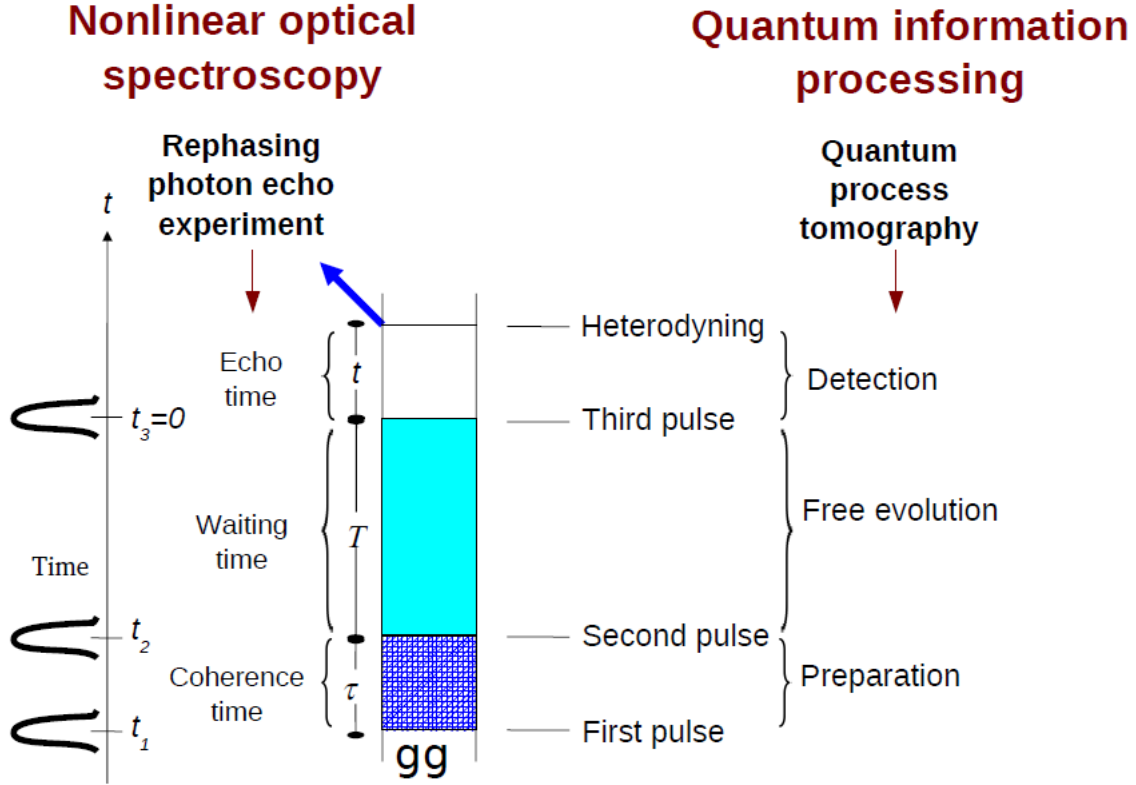 Nonlinear optical
spectroscopy
Quantum information
processing
Rephasing
photon echo
experiment
Quantum
process
tomography
t
Echo
time
t
Heterodyning
Detection
t3=0
Third pulse
Waiting
time
T
Free evolution
Time
t2
Second pulse
Coherence
time
τ
Preparation
t1
First pulse
gg